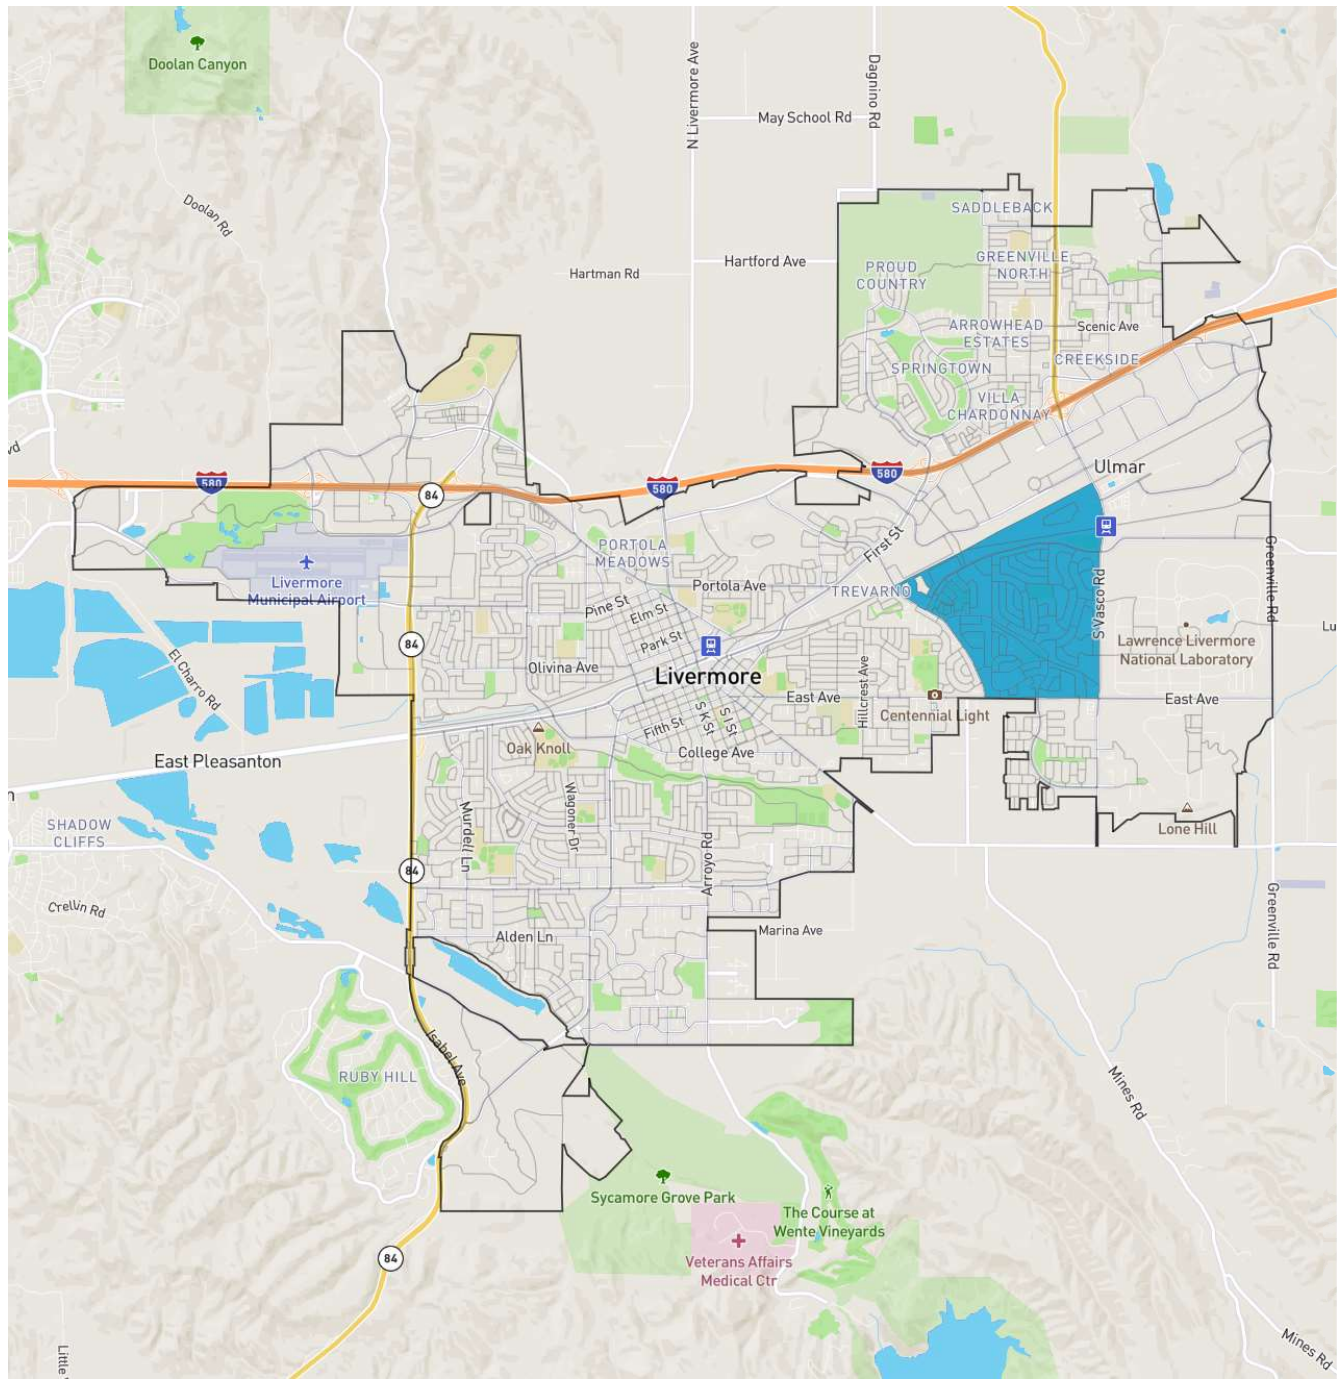 Doolan Canyon
N Livermore Ave
Dagnino Rd
May School Rd
Doolan Rd
SADDLEBACK
Hartman Rd
Hartford Ave
PROUD
COUNTRY
GREENVILLE
NORTH
ARROWHEAD
ESTATES
Scenic Ave
SPRINGTOWN
CREEKSIDE
VILLA
CHARDONNAY
580
84
580
580
Ulmar
Livermore
Municipal Airport
PORTOLA
MEADOWS
First St
Portola Ave
TREVARNO
Pine St
Elm St
Park St
S Vasco Rd
Greenville Rd
Lawrence Livermore
National Laboratory
84
El Charro Rd
Olivina Ave
Livermore
East Ave
Hillcrest Ave
East Ave
Centennial Light
S K St
S I St
Fifth St
Oak Knoll
College Ave
East Pleasanton
SHADOW
CLIFFS
Murdell Ln
Wagoner Dr
Arroyo Rd
Lone Hill
84
Crellin Rd
Alden Ln
Marina Ave
Greenville Rd
Isabel Ave
RUBY HILL
Mines Rd
Sycamore Grove Park
The Course at
Wente Vineyards
Veterans Affairs
Medical Ctr
84
Mines Rd
Little